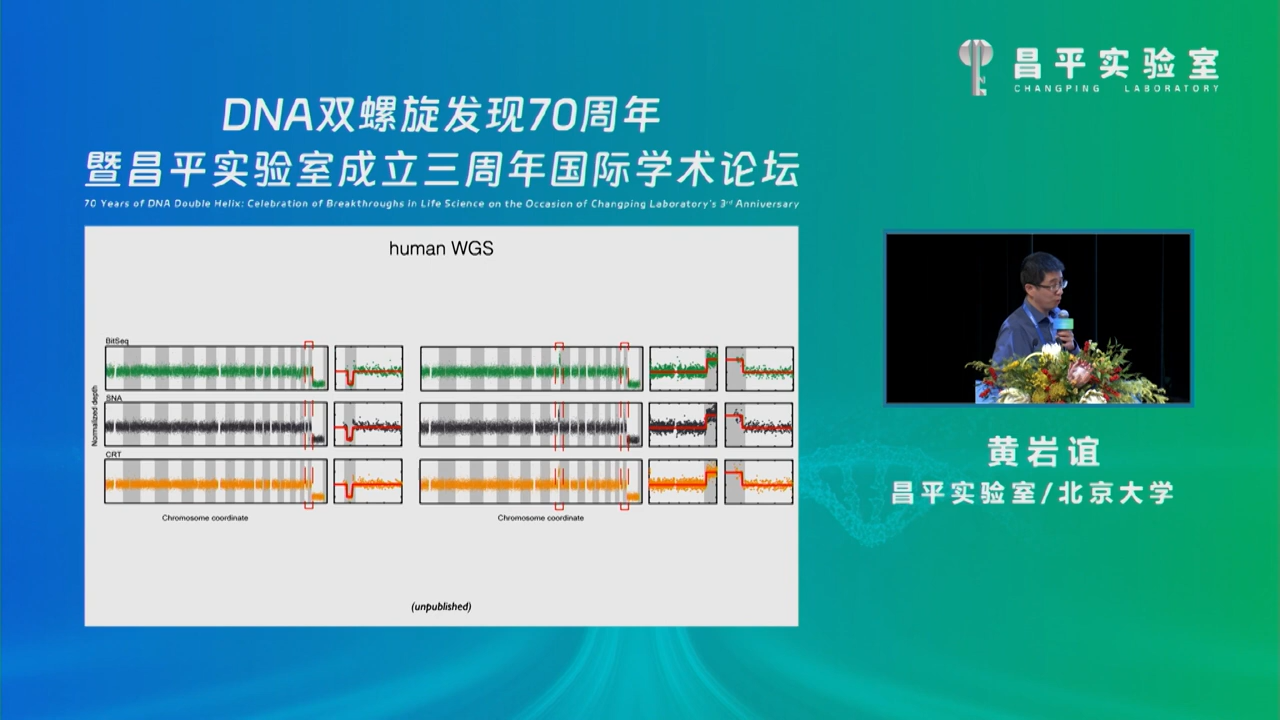 昌平实验室
CHANGPING LABORATORY
DNA双螺旋发现70周年
暨昌平实验室成立三周年国际学术论坛
70 Years of DNA Double Helix: Celebration of Breakthroughs in Life Science on the Occasion of Changping Laboratory's 3rd Anniversary
human WGS
BitSeq
SNA
CRT
Normalized depth
Chromosome coordinate
Chromosome coordinate
(unpublished)
黄岩谊
昌平实验室/北京大学